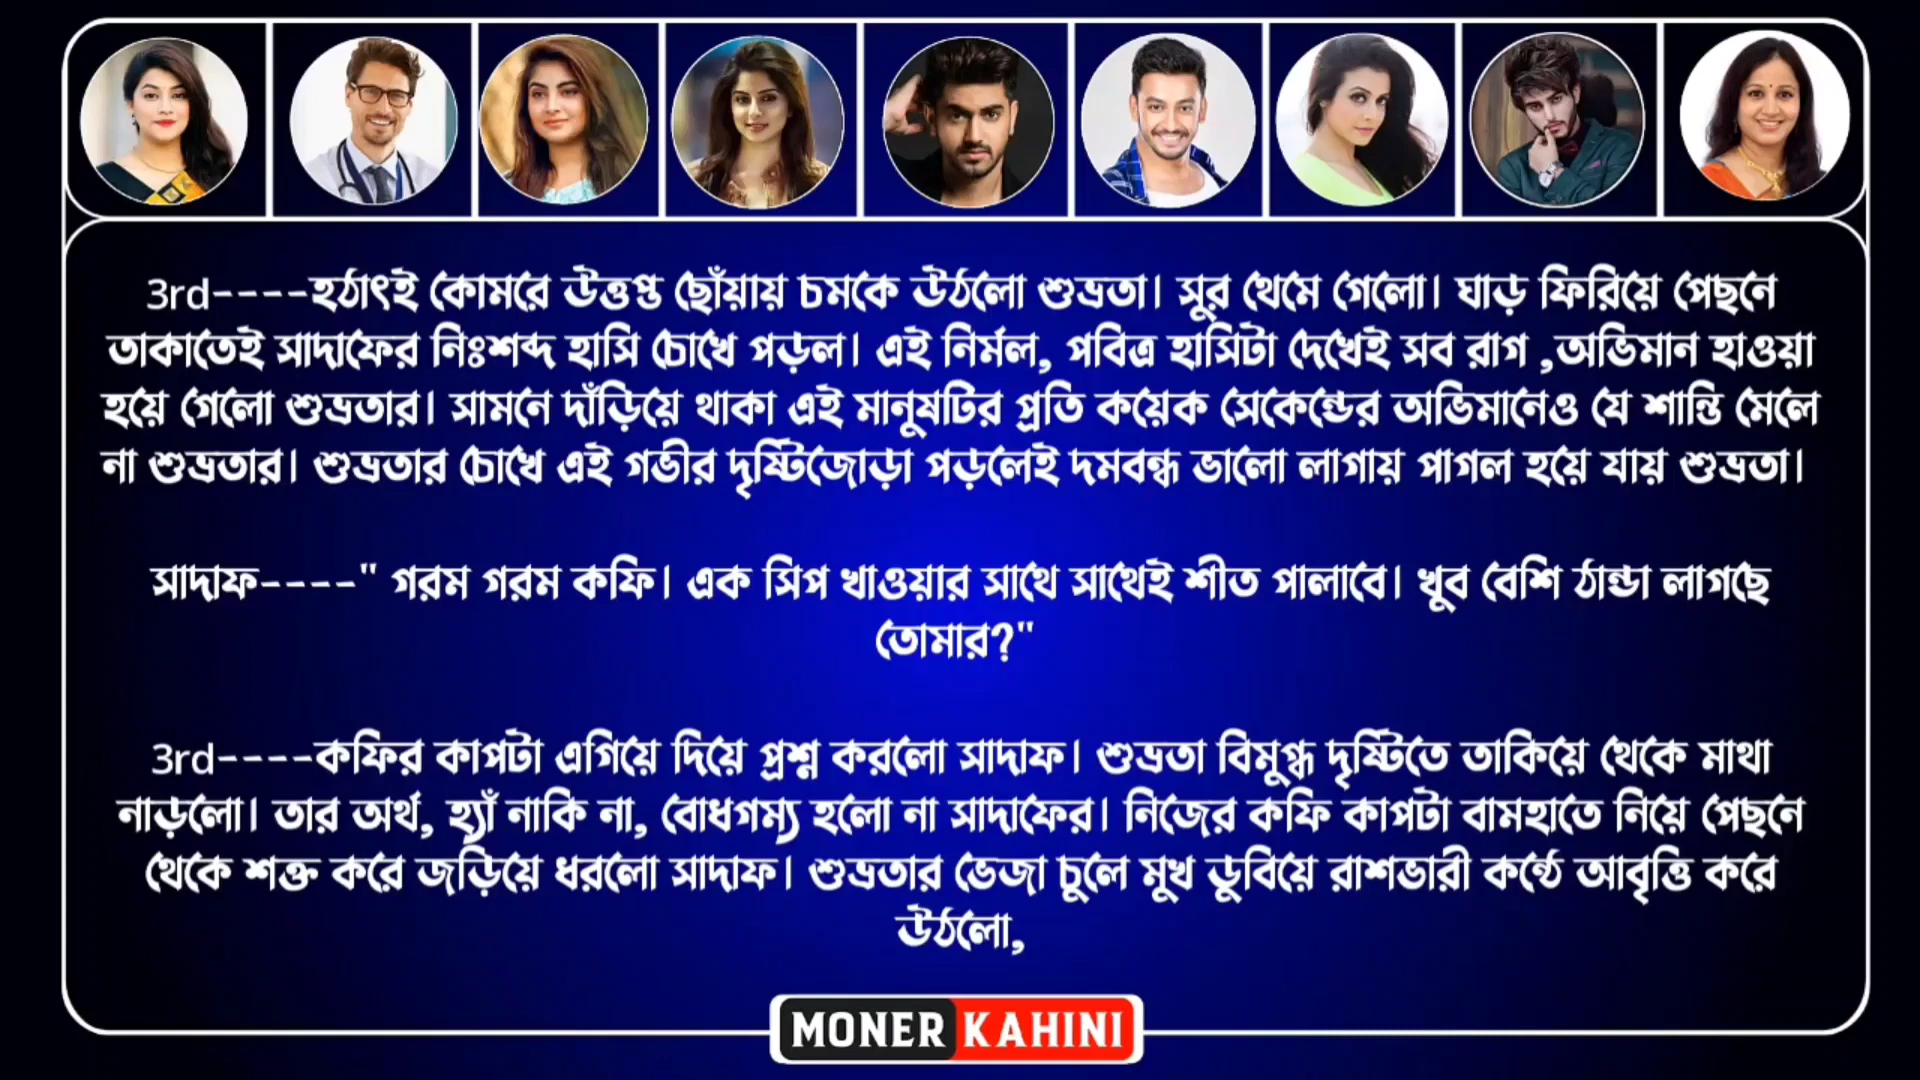 3rd----হঠাৎই কোমরে উত্তপ্ত ছোঁয়ায় চমকে উঠলো শুভ্রতা। সুর থেমে গেলো। ঘাড় ফিরিয়ে পেছনে
তাকাতেই সাদাফের নিঃশব্দ হাসি চোখে পড়ল। এই নির্মল, পবিত্র হাসিটা দেখেই সব রাগ ,অভিমান হাওয়া
হয়ে গেলো শুভ্রতার। সামনে দাঁড়িয়ে থাকা এই মানুষটির প্রতি কয়েক সেকেন্ডের অভিমানেও যে শান্তি মেলে
না শুভ্রতার। শুভ্রতার চোখে এই গভীর দৃষ্টিজোড়া পড়লেই দমবন্ধ ভালো লাগায় পাগল হয়ে যায় শুভ্রতা।
সাদাফ----" গরম গরম কফি। এক সিপ খাওয়ার সাথে সাথেই শীত পালাবে। খুব বেশি ঠান্ডা লাগছে
তোমার?"
3rd----কফির কাপটা এগিয়ে দিয়ে প্রশ্ন করলো সাদাফ। শুভ্রতা বিমুগ্ধ দৃষ্টিতে তাকিয়ে থেকে মাথা
নাড়লো। তার অর্থ, হ্যাঁ নাকি না, বোধগম্য হলো না সাদাফের। নিজের কফি কাপটা বামহাতে নিয়ে পেছনে
থেকে শক্ত করে জড়িয়ে ধরলো সাদাফ। শুভ্রতার ভেজা চুলে মুখ ডুবিয়ে রাশভারী কন্ঠে আবৃত্তি করে
উঠলো,
MONER KAHINI